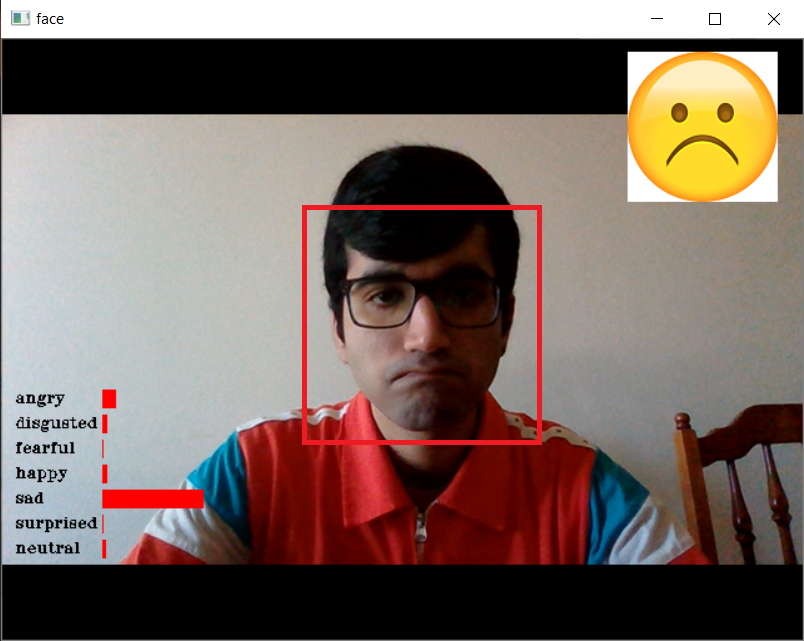 face
angry
disgusted
fearful
happy
sad
surprised
neutral